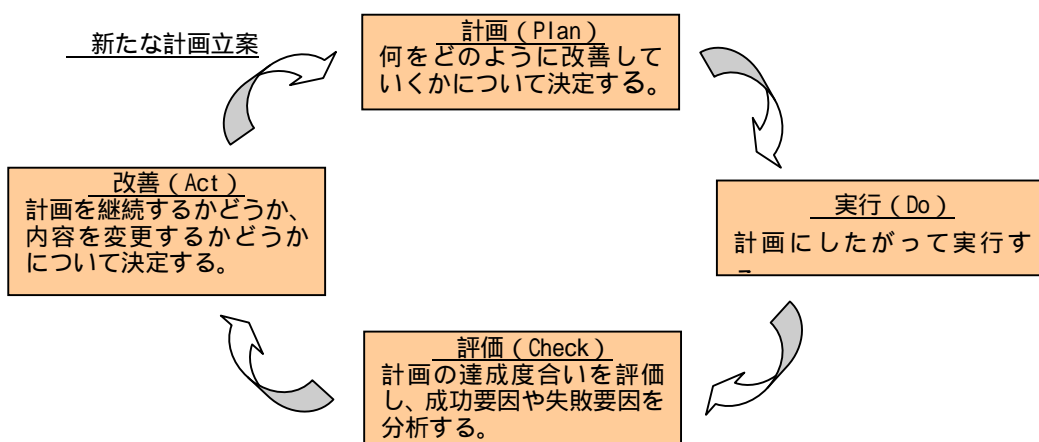 新たな計画立案
計画(Plan)
何をどのように改善して
いくかについて決定する。
改善(Act)
計画を継続するかどうか、
内容を変更するかどうか
について決定する。
実行(Do)
計画にしたがって実行す
評価(Check)
計画の達成度合いを評価
し、成功要因や失敗要因を
分析する。